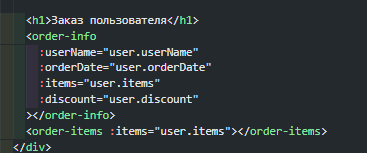 <h1>Заказ пользователя</h1>
<order-info
:userName="user.userName"
:orderDate="user.orderDate"
:items="user.items"
:discount="user.discount"
></order-info>
<order-items :items="user.items"></order-items>
</div>